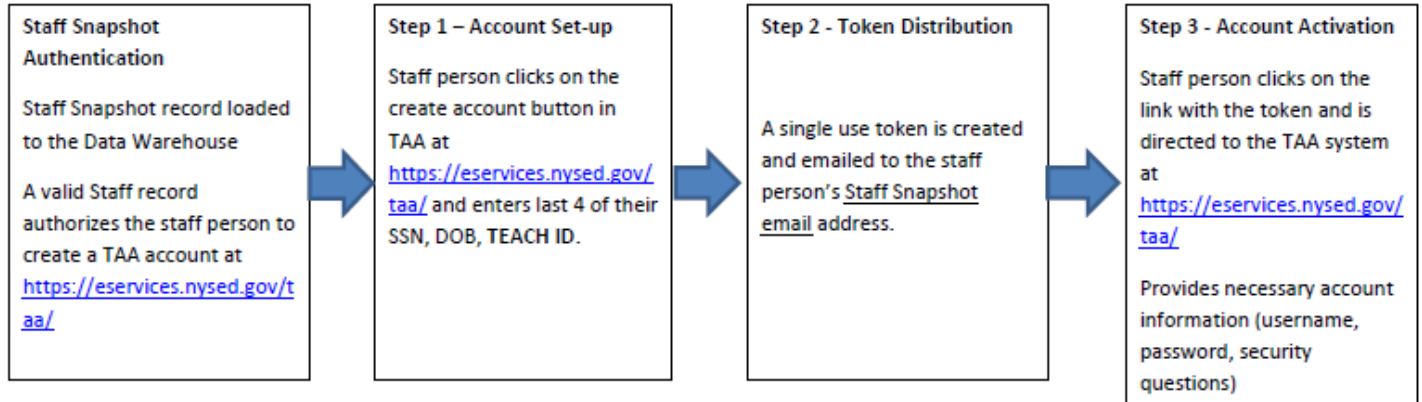 Staff Snapshot
Authentication
Staff Snapshot record loaded
to the Data Warehouse
A valid Staff record
authorizes the staff person to
create a TAA account at
https://eservices.nysed.gov/t
aa/
Step 1 – Account Set-up
Staff person clicks on the
create account button in
TAA at
https://eservices.nysed.gov/
taa/ and enters last 4 of their
SSN, DOB, TEACH ID.
Step 2 - Token Distribution
A single use token is created
and emailed to the staff
person's Staff Snapshot
email address.
Step 3 - Account Activation
Staff person clicks on the
link with the token and is
directed to the TAA system
at
https://eservices.nysed.gov/
taa/
Provides necessary account
information (username,
password, security
questions)